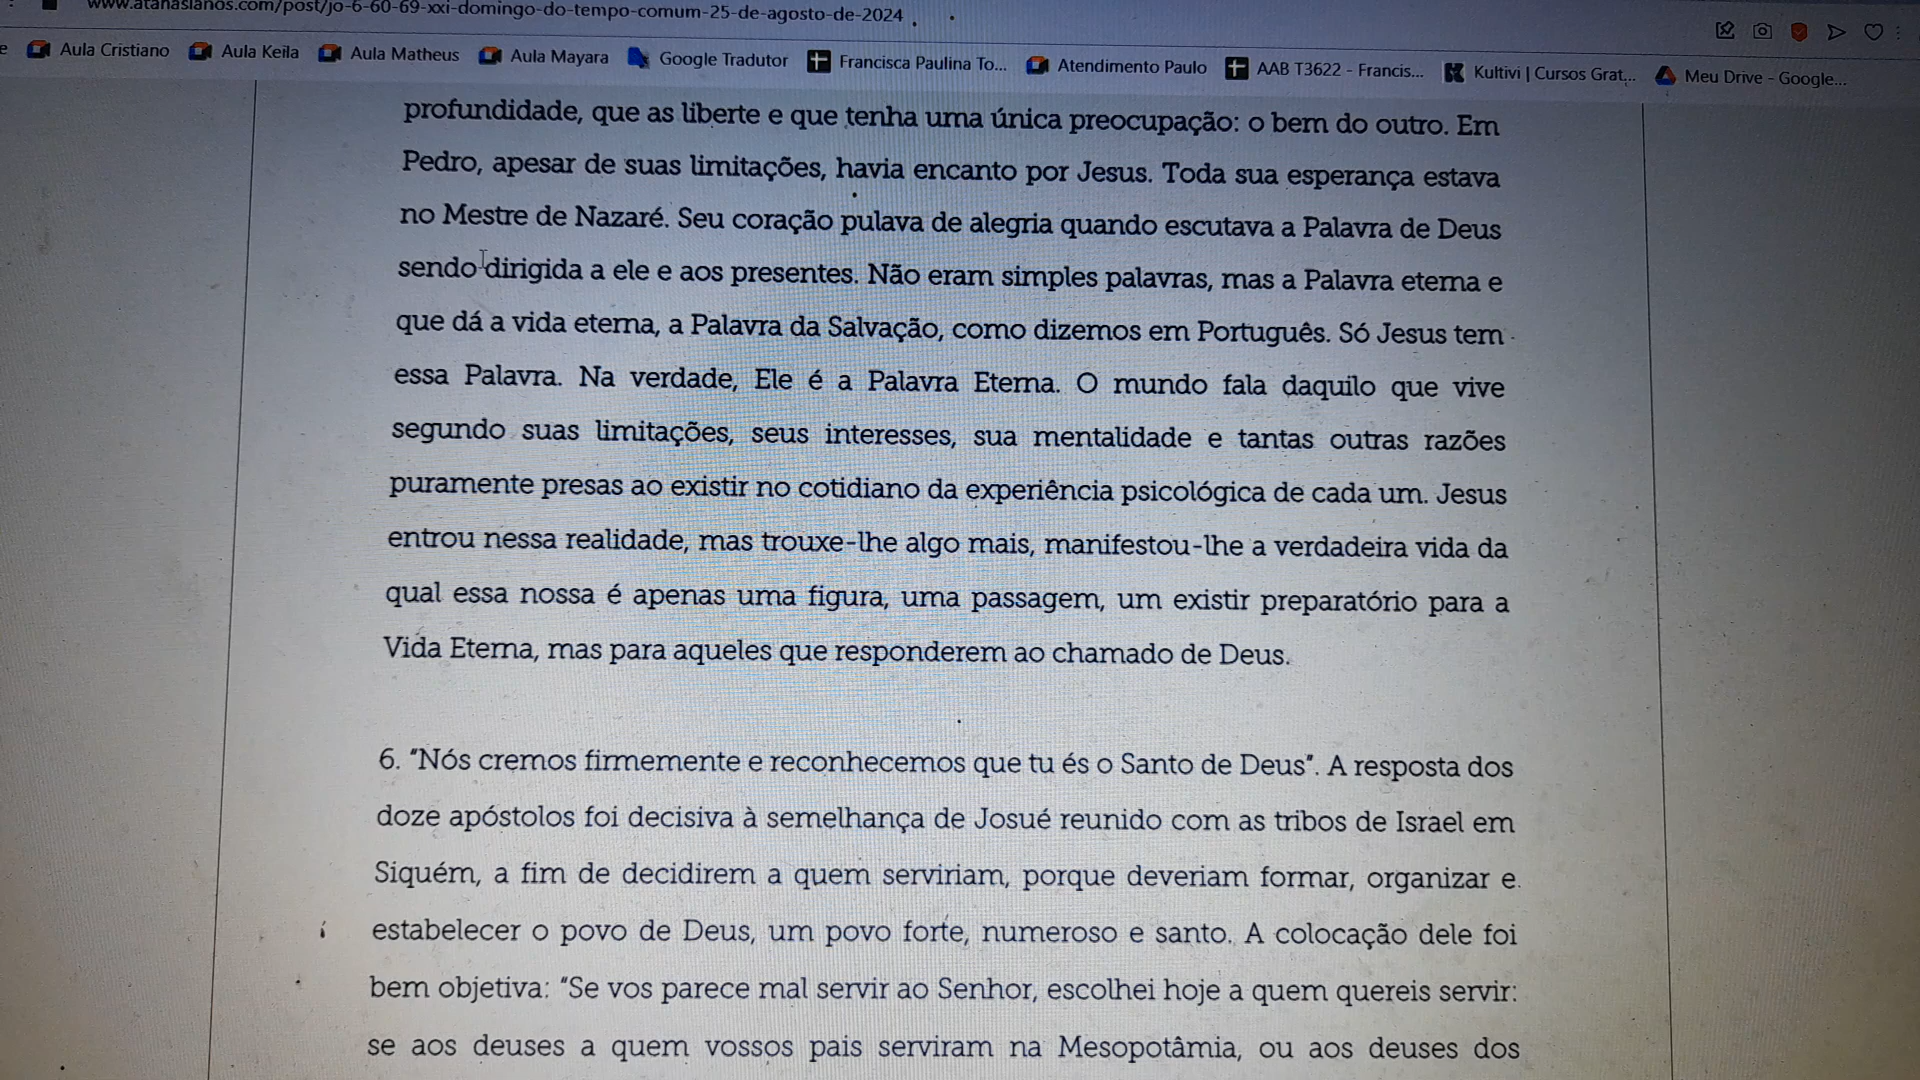 www.atanasianos.com/post/jo-6-60-69-xxi-domingo-do-tempo-comum-25-de-agosto-de-2024
e Aula Cristiano Aula Keila Aula Matheus Aula Mayara Google Tradutor Francisca Paulina To... Atendimento Paulo AAB T3622 - Francis... Kultivi | Cursos Grat... Meu Drive - Google...
profundidade, que as liberte e que tenha uma única preocupação: o bem do outro. Em
Pedro, apesar de suas limitações, havia encanto por Jesus. Toda sua esperança estava
no Mestre de Nazaré. Seu coração pulava de alegria quando escutava a Palavra de Deus
sendo dirigida a ele e aos presentes. Não eram simples palavras, mas a Palavra eterna e
que dá a vida eterna, a Palavra da Salvação, como dizemos em Português. Só Jesus tem
essa Palavra. Na verdade, Ele é a Palavra Eterna. O mundo fala daquilo que vive
segundo suas limitações, seus interesses, sua mentalidade e tantas outras razões
puramente presas ao existir no cotidiano da experiência psicológica de cada um. Jesus
entrou nessa realidade, mas trouxe-lhe algo mais, manifestou-lhe a verdadeira vida da
qual essa nossa é apenas uma figura, uma passagem, um existir preparatório para a
Vida Eterna, mas para aqueles que responderem ao chamado de Deus.
6. “Nós cremos firmemente e reconhecemos que tu és o Santo de Deus”. A resposta dos
doze apóstolos foi decisiva à semelhança de Josué reunido com as tribos de Israel em
Siquém, a fim de decidirem a quem serviriam, porque deveriam formar, organizar e
estabelecer o povo de Deus, um povo forte, numeroso e santo. A colocação dele foi
bem objetiva: “Se vos parece mal servir ao Senhor, escolhei hoje a quem quereis servir:
se aos deuses a quem vossos pais serviram na Mesopotâmia, ou aos deuses dos